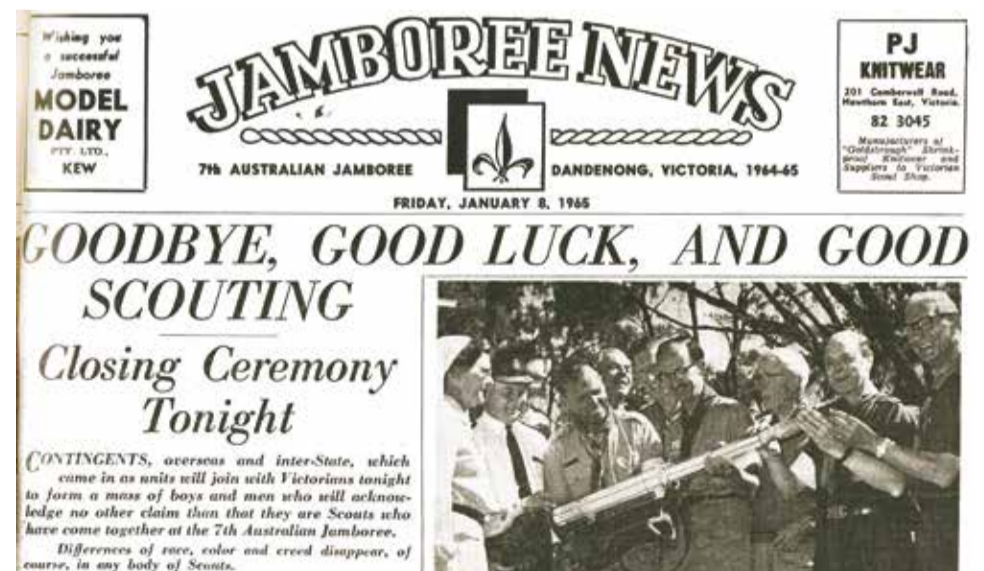 Wishing you
a successful
Jamboree
MODEL
DAIRY
PTY. LTD.,
KEW
JAMBOREE NEWS
7th AUSTRALIAN JAMBOREE
DANDENONG, VICTORIA, 1964-65
FRIDAY, JANUARY 8, 1965
PJ
KNITWEAR
201 Camberwell Road,
Hawthorn East, Victoria.
82 3045
Manufacturers of
"Goldstrough" Shrink-
proof Knitwear and
Suppliers to Victorian
Scout Shop.
GOODBYE, GOOD LUCK, AND GOOD
SCOUTING
Closing Ceremony
Tonight
CONTINGENTS, overseas and inter-State, which
came in as units will join with Victorians tonight
to form a mass of boys and men who will acknow-
ledge no other claim than that they are Scouts who
have come together at the 7th Australian Jamboree.
Differences of race, color and creed disappear, of
course, in any body of Scouts.